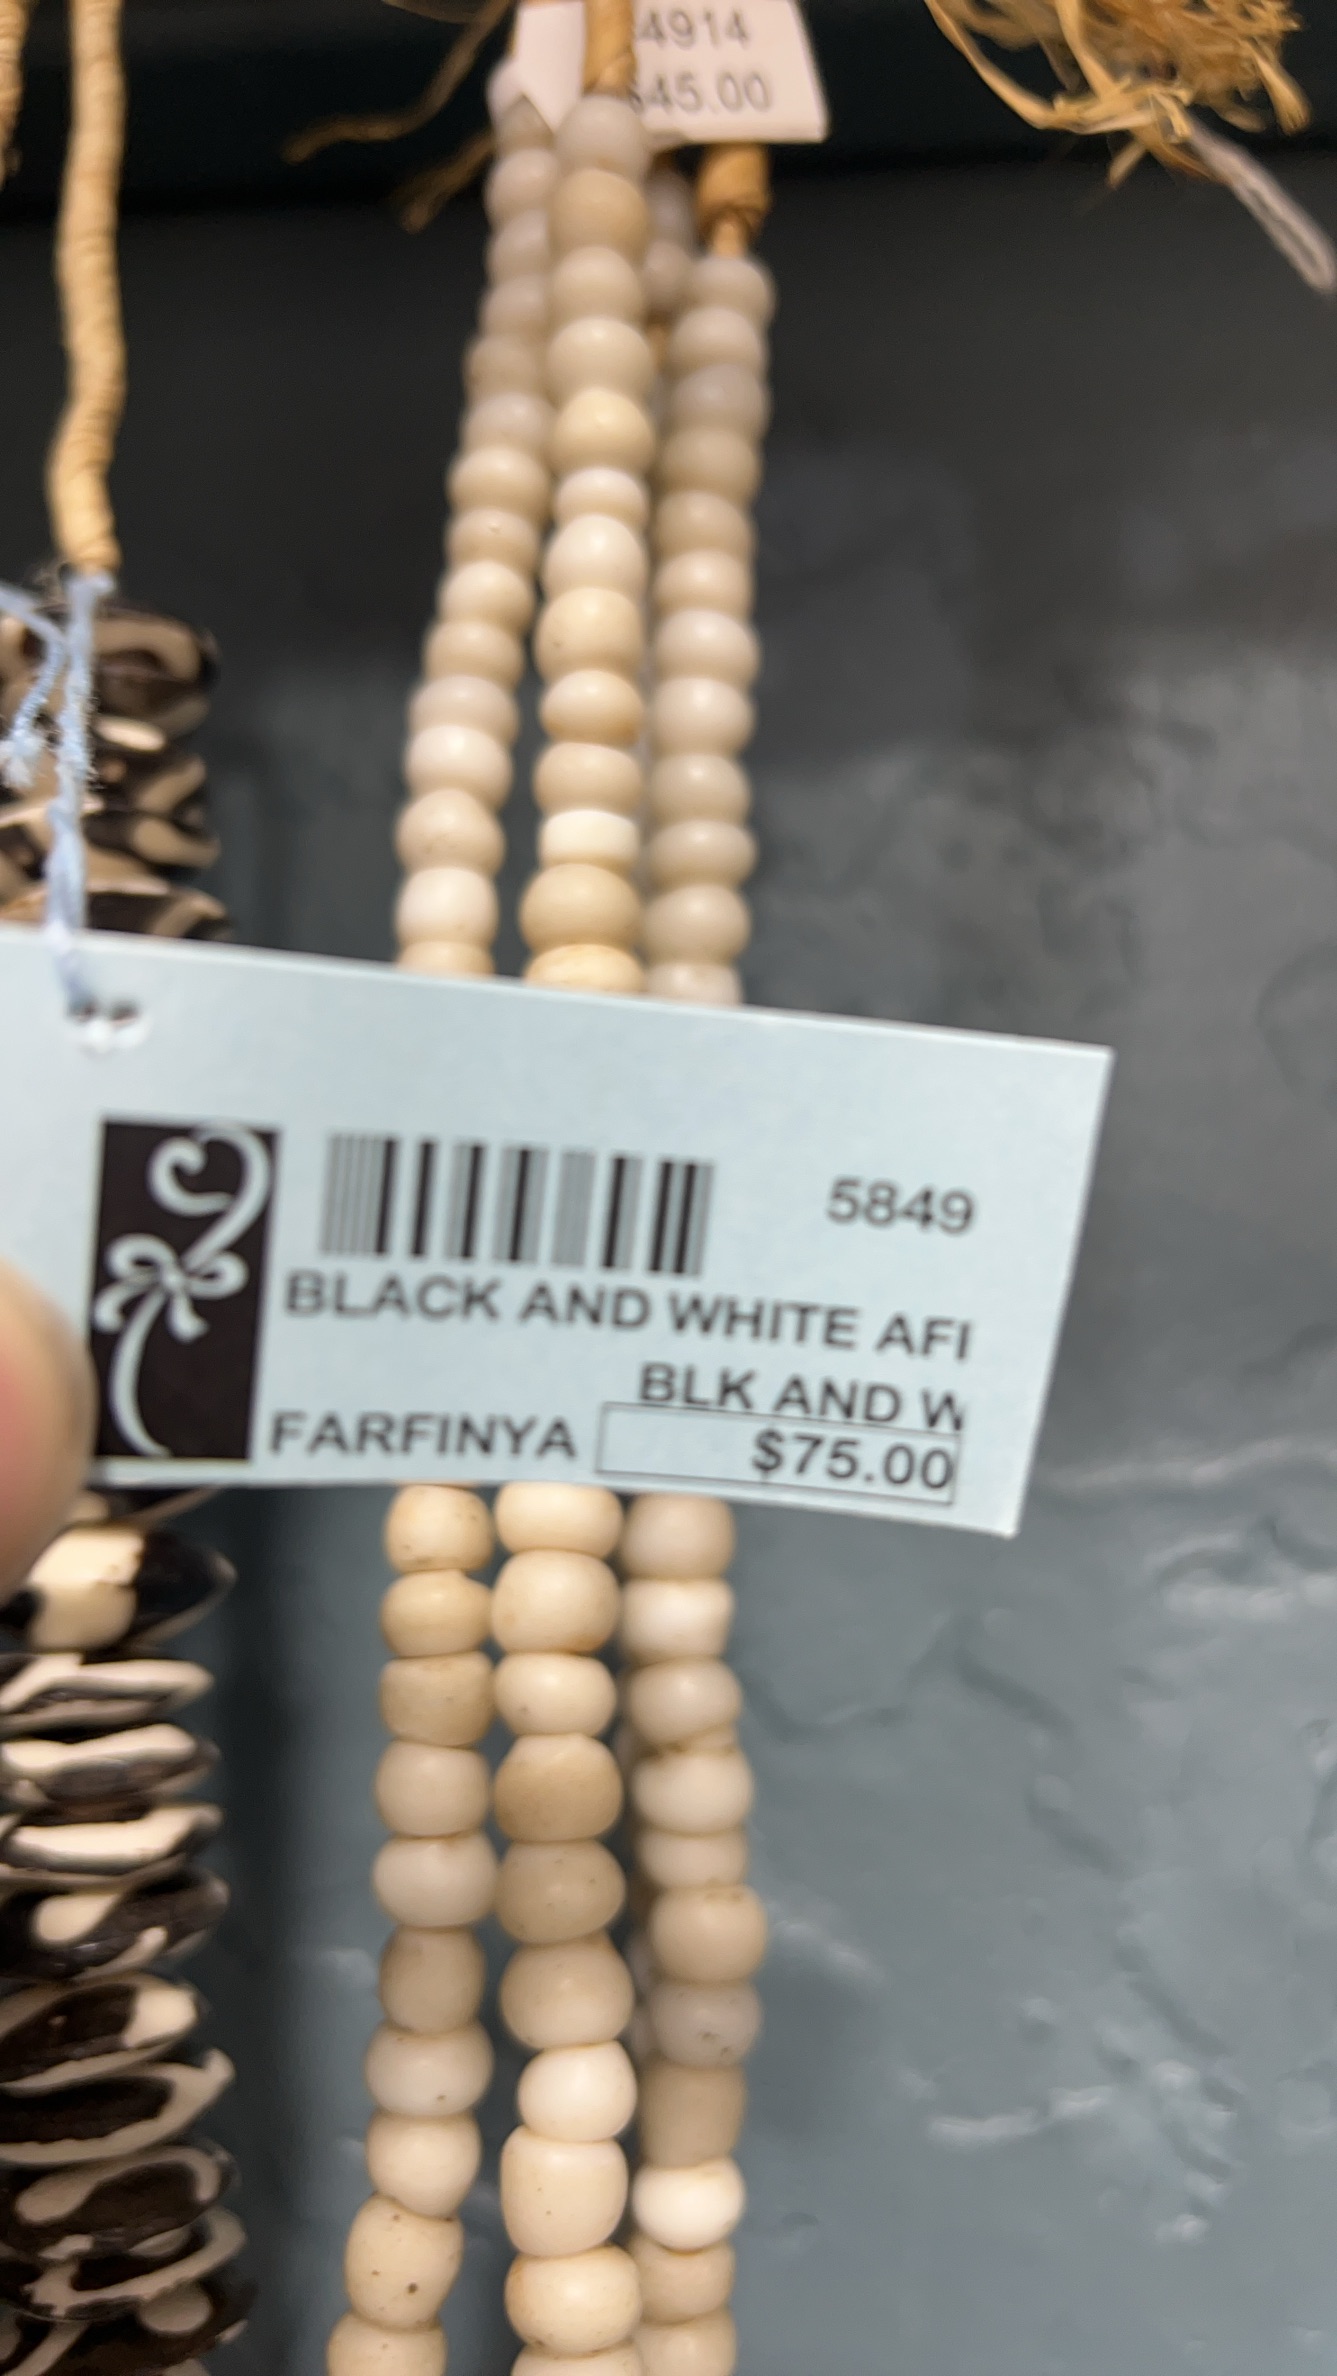 4914
$45.00
5849
BLACK AND WHITE AFI
BLK AND W
FARFINYA
$75.00